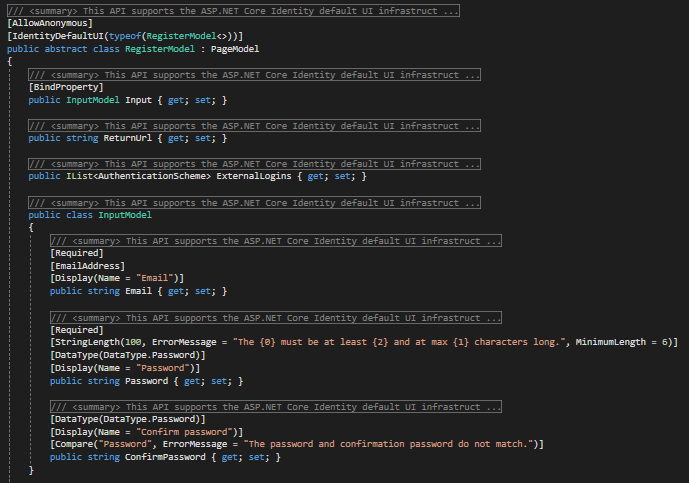 /// <summary> This API supports the ASP.NET Core Identity default UI infrastruct ...
[AllowAnonymous]
[IdentityDefaultUI(typeof(RegisterModel<>))]
public abstract class RegisterModel : PageModel
{
/// <summary> This API supports the ASP.NET Core Identity default UI infrastruct ...
[BindProperty]
public InputModel Input { get; set; }
/// <summary> This API supports the ASP.NET Core Identity default UI infrastruct ...
public string ReturnUrl { get; set; }
/// <summary> This API supports the ASP.NET Core Identity default UI infrastruct ...
public IList<AuthenticationScheme> ExternalLogins { get; set; }
/// <summary> This API supports the ASP.NET Core Identity default UI infrastruct ...
public class InputModel
{
/// <summary> This API supports the ASP.NET Core Identity default UI infrastruct ...
[Required]
[EmailAddress]
[Display(Name = "Email")]
public string Email { get; set; }
/// <summary> This API supports the ASP.NET Core Identity default UI infrastruct ...
[Required]
[StringLength(100, ErrorMessage = "The {0} must be at least {2} and at max {1} characters long.", MinimumLength = 6)]
[DataType(DataType.Password)]
[Display(Name = "Password")]
public string Password { get; set; }
/// <summary> This API supports the ASP.NET Core Identity default UI infrastruct ...
[DataType(DataType.Password)]
[Display(Name = "Confirm password")]
[Compare("Password", ErrorMessage = "The password and confirmation password do not match.")]
public string ConfirmPassword { get; set; }
}